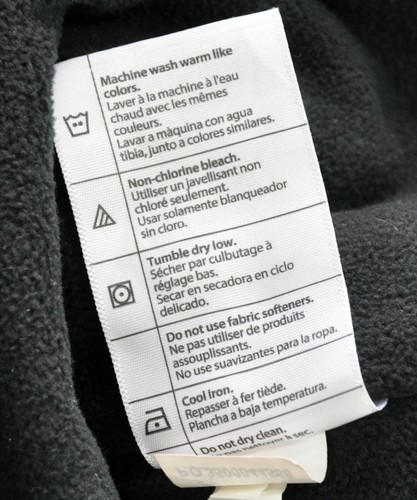 Machine wash warm like
colors.
Laver à la machine à l'eau
chaud avec les mêmes
couleurs.
Lavar a màquina con agua
tibia, junto a colores similares.
Non-chlorine bleach.
Utiliser un javellisant non
chloré seulement.
Usar solamente blanqueador
sin cloro.
Tumble dry low.
Sécher par culbutage à
réglage bas.
Secar en secadora en ciclo
delicado.
Do not use fabric softeners.
Ne pas utiliser de produits
assouplissants.
No use suavizantes para la ropa.
Cool Iron.
Repasser à fer tiède.
Plancha a baja temperatura.
Do not dry clean.
pas nettoyer à sec.